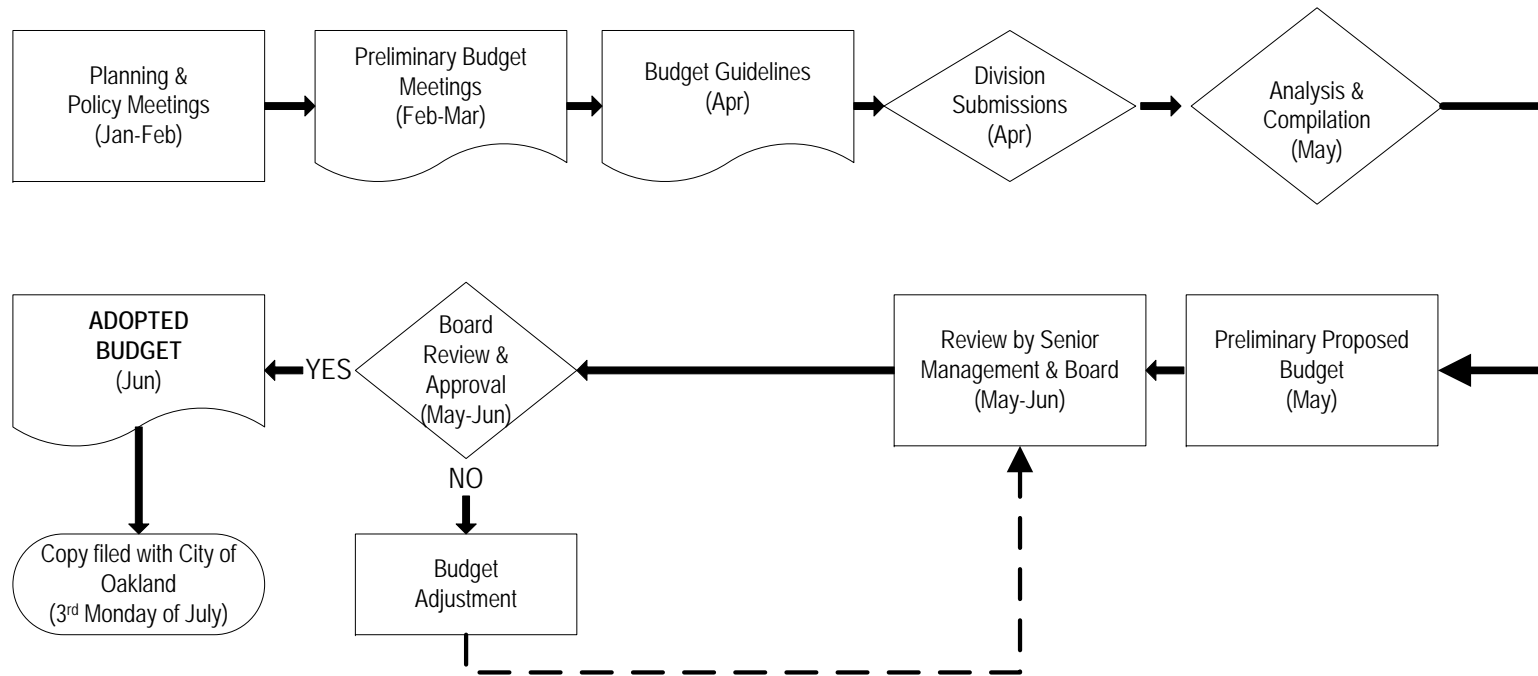 Planning &
Policy Meetings
(Jan-Feb)
Preliminary Budget
Meetings
(Feb-Mar)
Budget Guidelines
(Apr)
Division
Submissions
(Apr)
Analysis &
Compilation
(May)
Preliminary Proposed
Budget
(May)
Review by Senior
Management & Board
(May-Jun)
Board
Review &
Approval
(May-Jun)
YES
NO
ADOPTED
BUDGET
(Jun)
Copy filed with City of
Oakland
(3rd Monday of July)
Budget
Adjustment